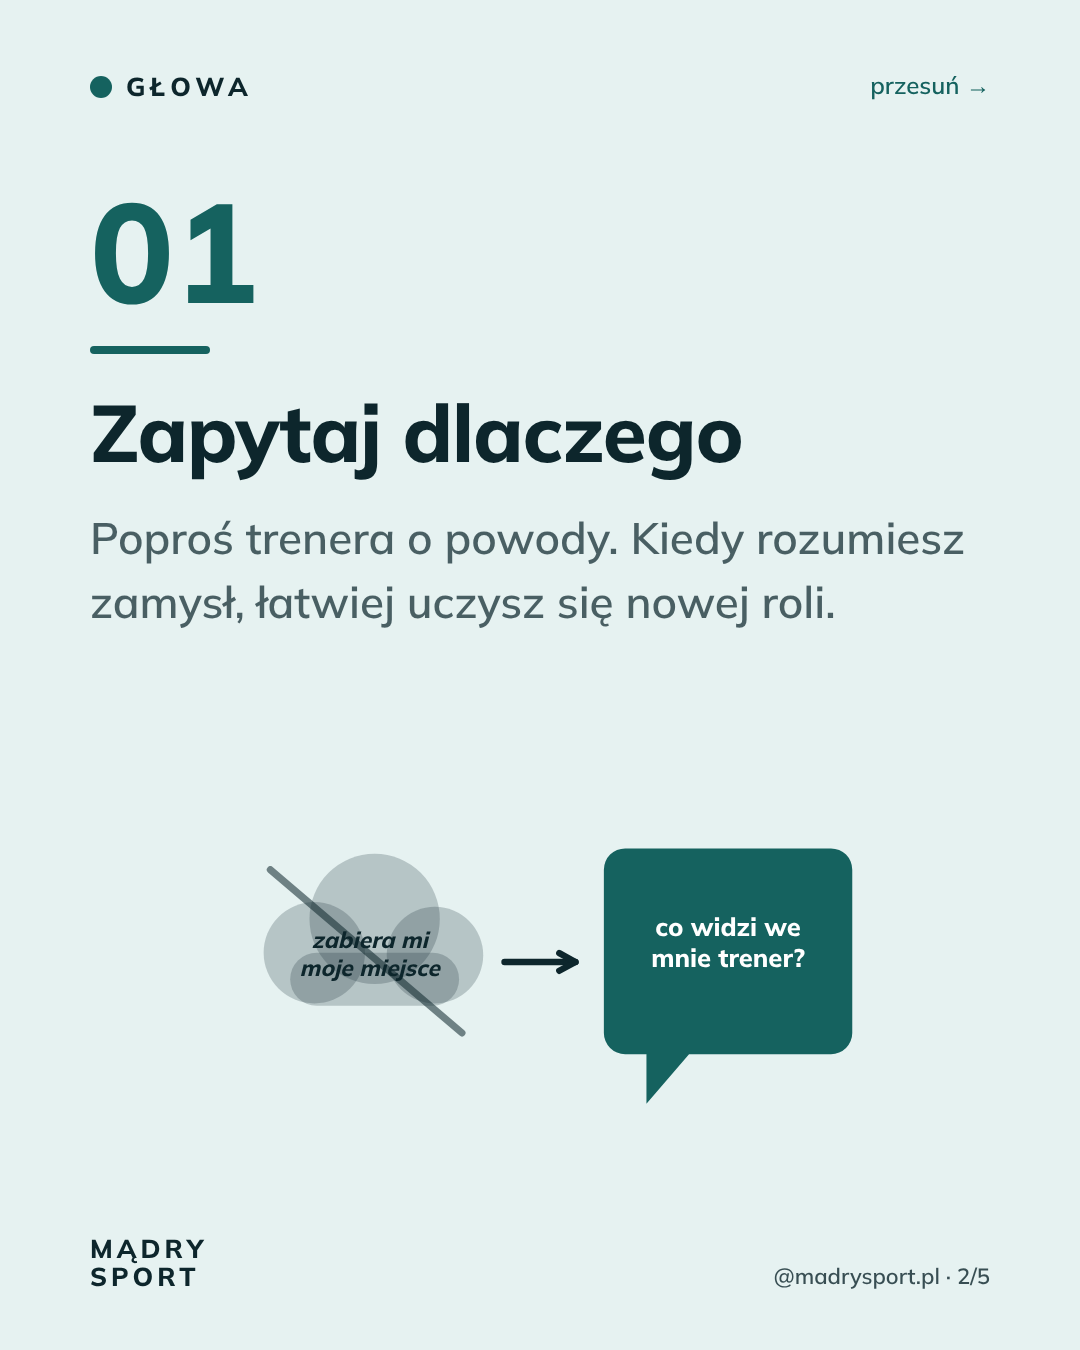 GŁOWA
przesuń →
01
Zapytaj dlaczego
Poproś trenera o powody. Kiedy rozumiesz
zamysł, łatwiej uczysz się nowej roli.
zabiera mi
moje miejsce
co widzi we
mnie trener?
MĄDRY
SPORT
@madrysport.pl · 2/5